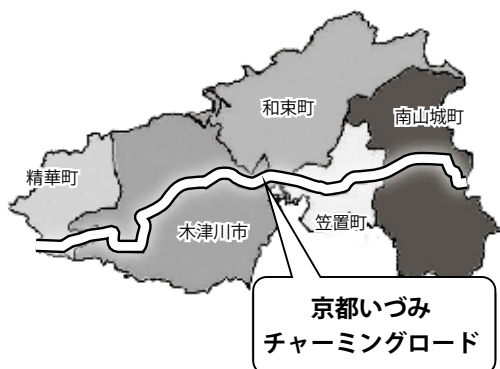 和束町
南山城町
精華町
木津川市
笠置町
京都いづみ
チャーミングロード